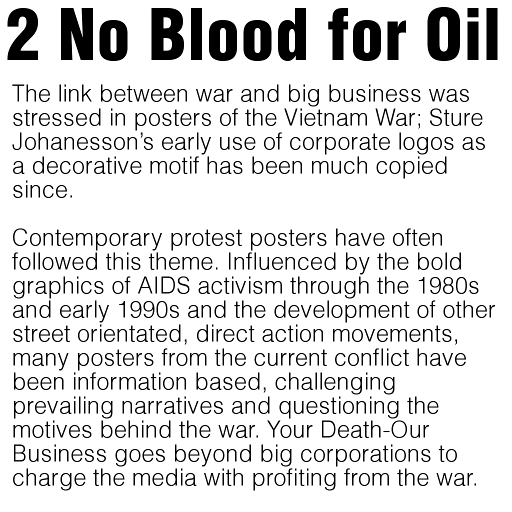 2 No Blood for Oil
The link between war and big business was
stressed in posters of the Vietnam War; Sture
Johanesson's early use of corporate logos as
a decorative motif has been much copied
since.
Contemporary protest posters have often
followed this theme. Influenced by the bold
graphics of AIDS activism through the 1980s
and early 1990s and the development of other
street orientated, direct action movements,
many posters from the current conflict have
been information based, challenging
prevailing narratives and questioning the
motives behind the war. Your Death-Our
Business goes beyond big corporations to
charge the media with profiting from the war.